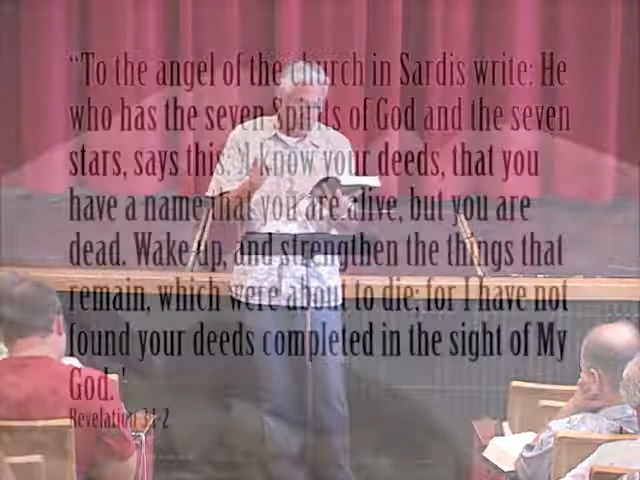 “To the angel of the church in Sardis write: He
who has the seven Spirits of God and the seven
stars, says this: 'I know your deeds, that you
have a name that you are alive, but you are
dead. Wake up, and strengthen the things that
remain, which were about to die; for I have not
found your deeds completed in the sight of My
God.'
Revelation 3:1-2